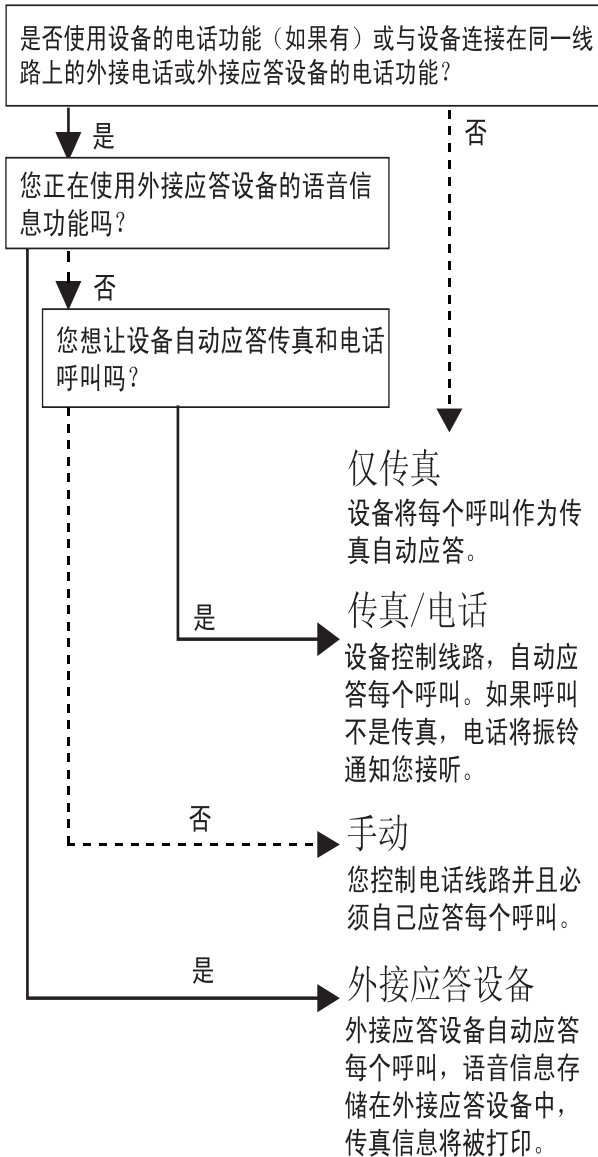 是否使用设备的电话功能（如果有）或与设备连接在同一线
路上的外接电话或外接应答设备的电话功能？
是
否
您正在使用外接应答设备的语音信
息功能吗？
否
您想让设备自动应答传真和电话
呼叫吗？
仅传真
设备将每个呼叫作为传
真自动应答。
是
传真/电话
设备控制线路，自动应
答每个呼叫。如果呼叫
不是传真，电话将振铃
通知您接听。
否
手动
您控制电话线路并且必
须自己应答每个呼叫。
是
外接应答设备
外接应答设备自动应答
每个呼叫，语音信息存
储在外接应答设备中，
传真信息将被打印。